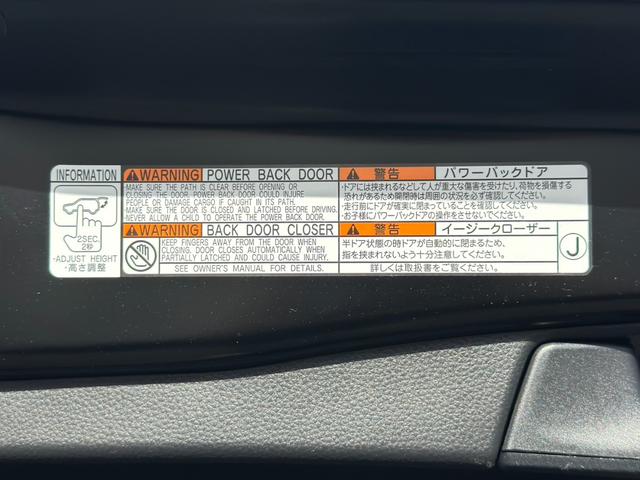 INFORMATION
2SEC.
2秒
-ADJUST HEIGHT
-高さ調整
WARNING POWER BACK DOOR
MAKE SURE THE PATH IS CLEAR BEFORE OPENING OR
CLOSING THE DOOR. POWER BACK DOOR COULD INJURE
PEOPLE OR DAMAGE CARGO IF CAUGHT IN ITS PATH.
MAKE SURE THE DOOR IS CLOSED AND LATCHED BEFORE DRIVING.
NEVER ALLOW A CHILD TO OPERATE THE POWER BACK DOOR.
WARNING BACK DOOR CLOSER
KEEP FINGERS AWAY FROM THE DOOR WHEN
CLOSING. DOOR CLOSES AUTOMATICALLY WHEN
PARTIALLY LATCHED AND COULD CAUSE INJURY.
SEE OWNER'S MANUAL FOR DETAILS.
警告 パワーバックドア
・ドアには挟まれるなどして人が重大な傷害を受けたり、荷物を損傷する
恐れがあるため開閉時は周囲の状況を必ず確認してください。
・走行前にドアが確実に閉まっていることを確認してください。
・お子様にパワーバックドアの操作をさせないでください。
警告 イージークローザー
半ドア状態の時ドアが自動的に閉まるため、
指を挟まれないよう十分注意してください。
詳しくは取扱書をご覧ください。
J